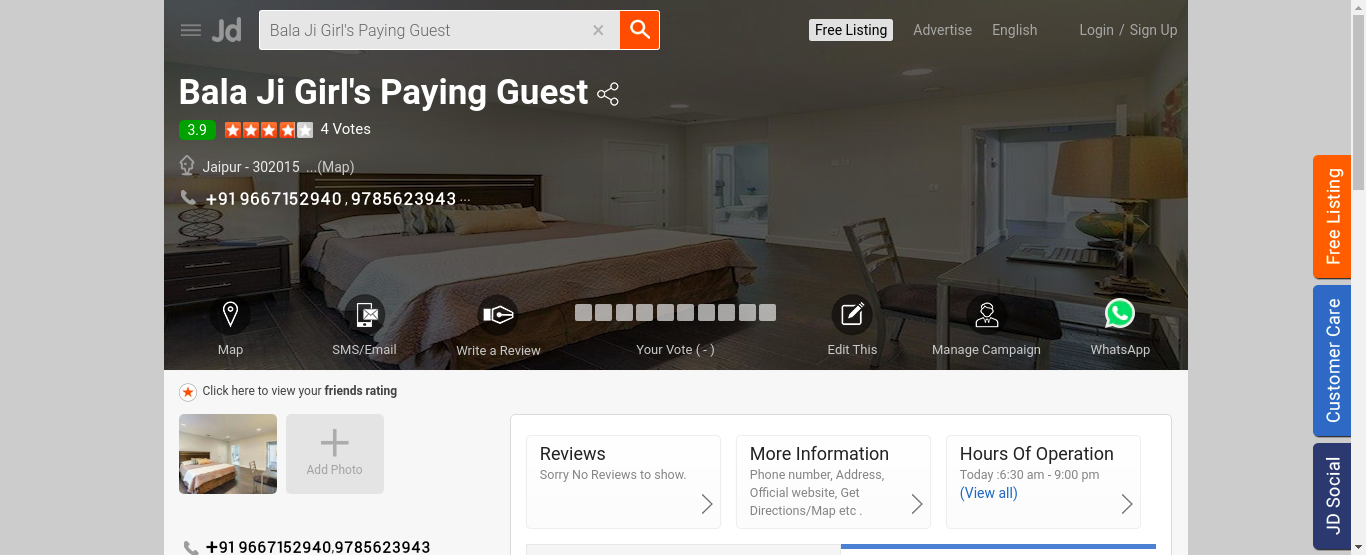 Jd
Bala Ji Girl's Paying Guest ×
Free Listing
Advertise
English
Login / Sign Up
Bala Ji Girl's Paying Guest
3.9
4 Votes
Jaipur - 302015 ...(Map)
+91 9667152940 , 9785623943 ...
Map
SMS/Email
Write a Review
Your Vote ( - )
Edit This
Manage Campaign
WhatsApp
Click here to view your friends rating
Add Photo
Reviews
Sorry No Reviews to show.
More Information
Phone number, Address,
Official website, Get
Directions/Map etc .
Hours Of Operation
Today :6:30 am - 9:00 pm
(View all)
+91 9667152940,9785623943
Free Listing
Customer Care
JD Social